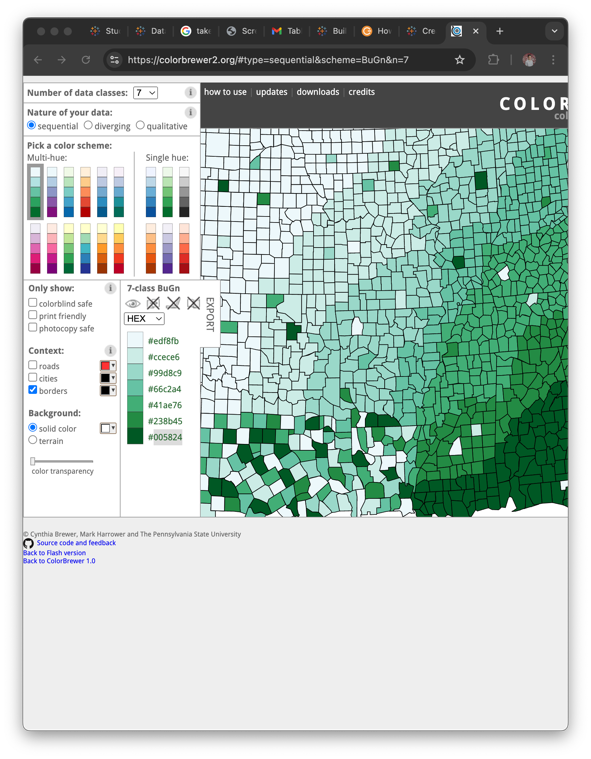 Stu
Dat
take
Scre
Tab
Bui
Ho
Cre
https://colorbrewer2.org/#type=sequential&scheme=BuGn&n=7
Number of data classes: 7
how to use | updates | downloads | credits
COLOR
col
Nature of your data:
sequential diverging qualitative
Pick a color scheme:
Multi-hue: Single hue:
Only show:
colorblind safe
print friendly
photocopy safe
Context:
roads
cities
borders
Background:
solid color
terrain
color transparency
7-class BuGn
EXPORT
HEX
#edf8fb
#ccece6
#99d8c9
#66c2a4
#41ae76
#238b45
#005824
© Cynthia Brewer, Mark Harrower and The Pennsylvania State University
Source code and feedback
Back to Flash version
Back to ColorBrewer 1.0